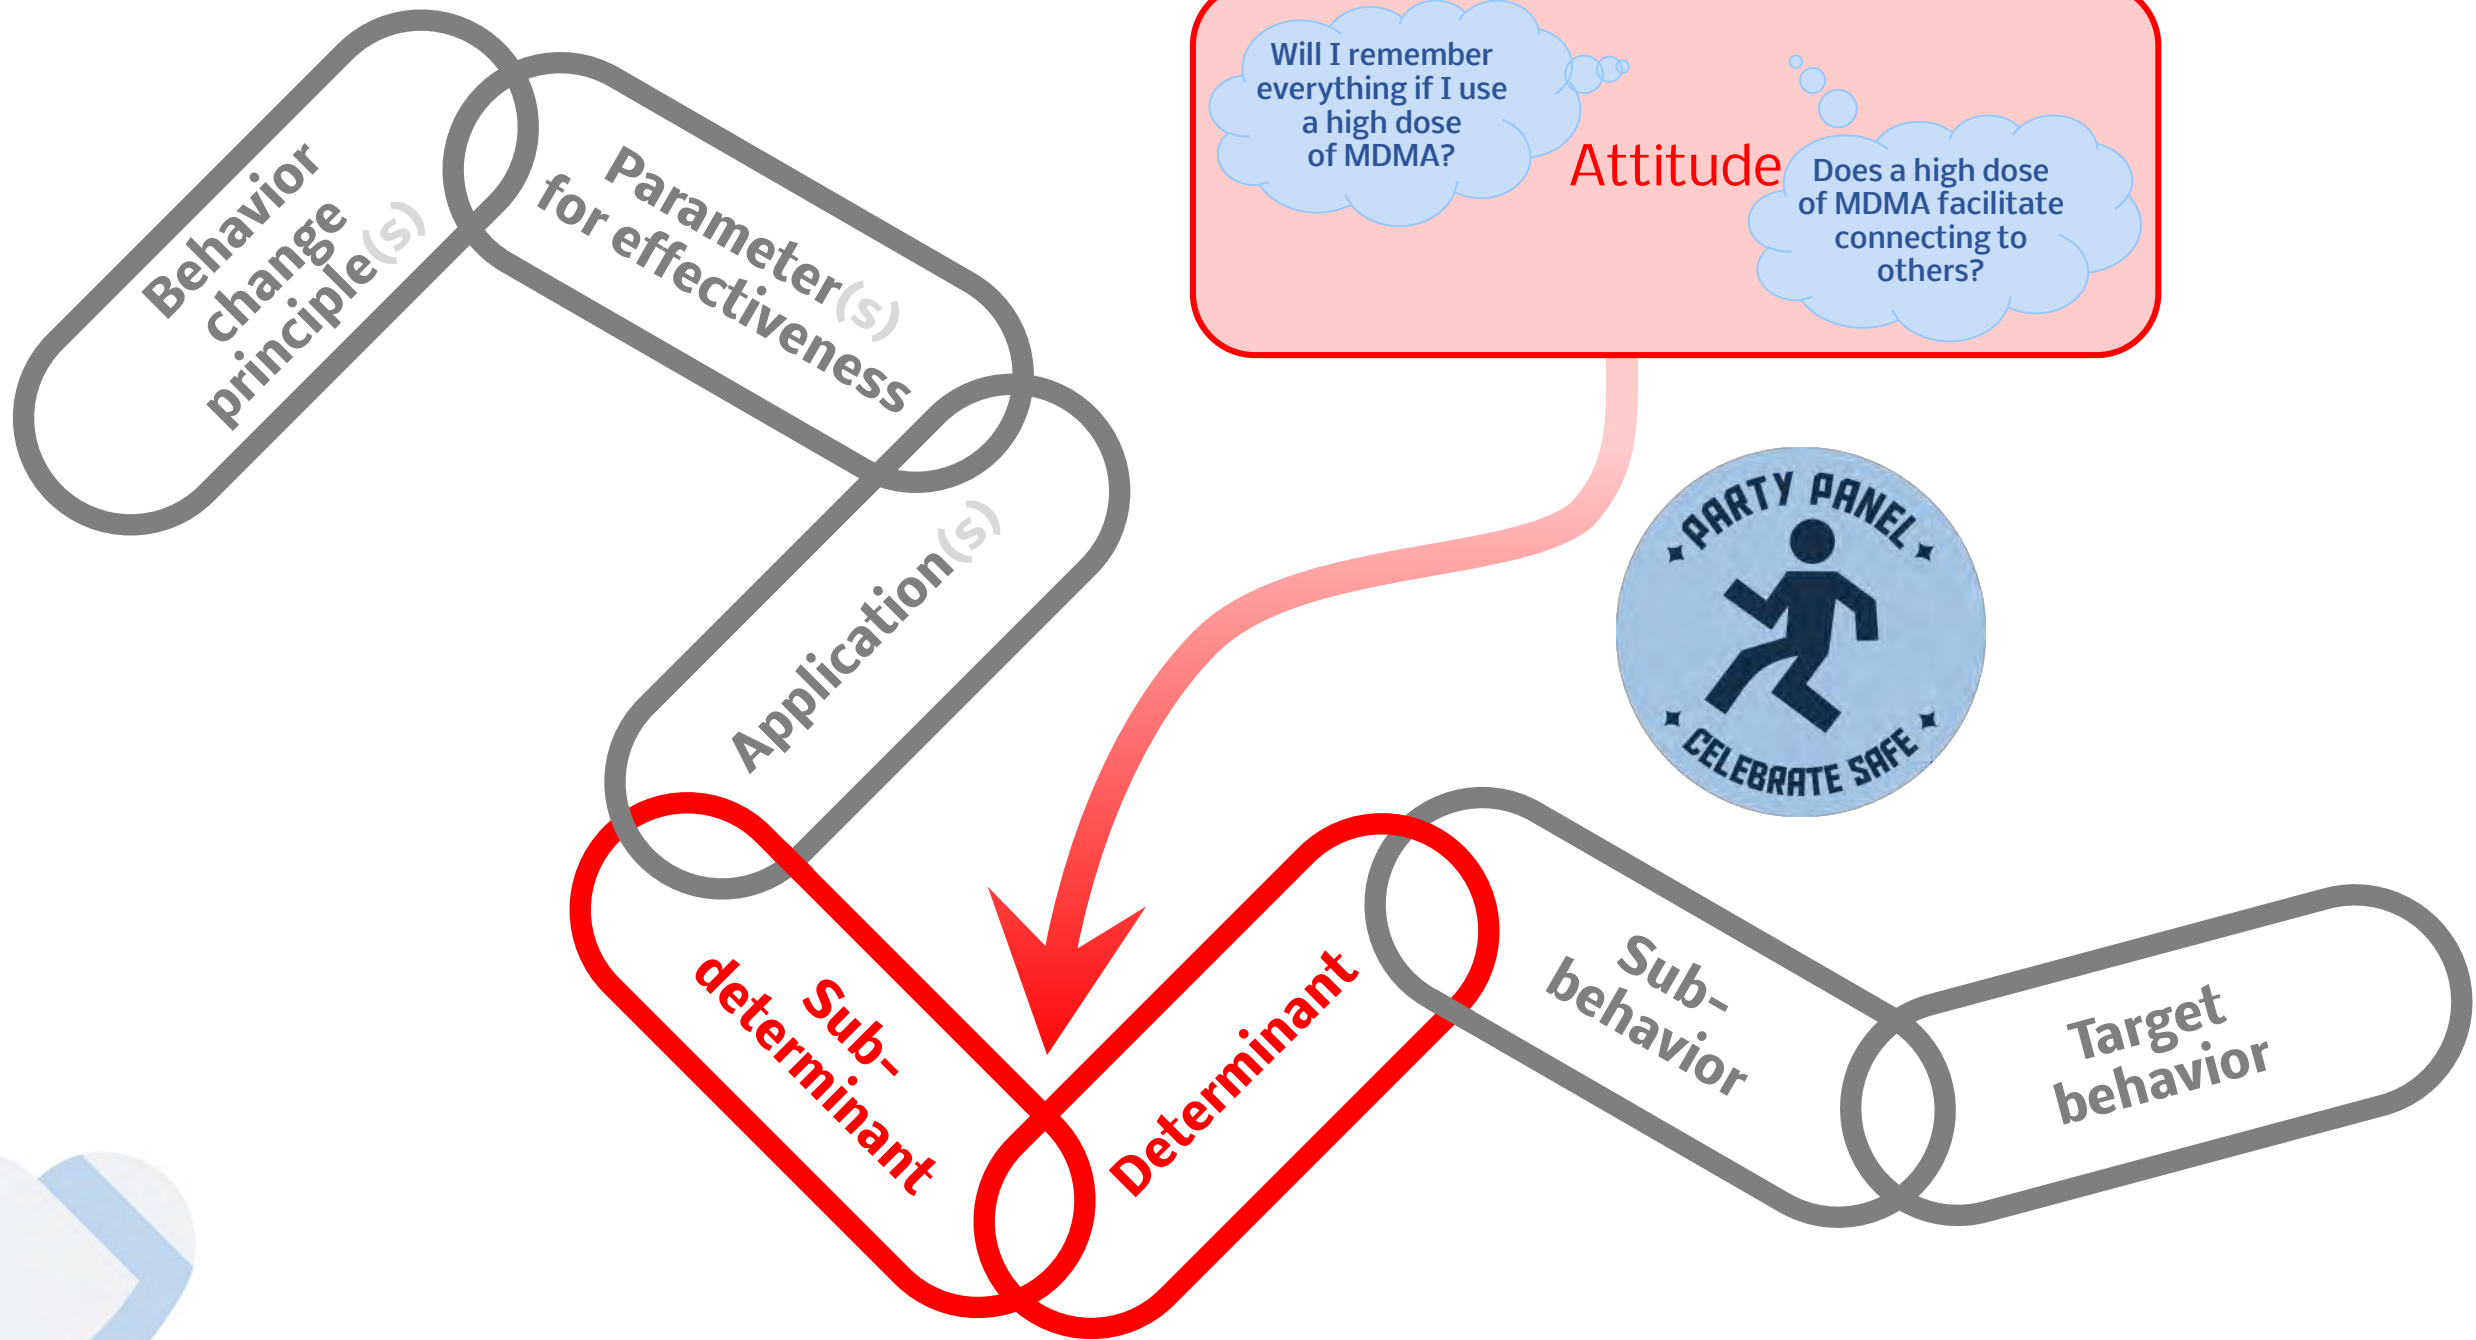 Behavior
change
principle(s)
Parameter(s)
for effectiveness
Application(s)
Sub-
determinant
Determinant
Sub-
behavior
Target
behavior
Will I remember
everything if I use
a high dose
of MDMA?
Attitude
Does a high dose
of MDMA facilitate
connecting to
others?
PARTY PANEL
CELEBRATE SAFE